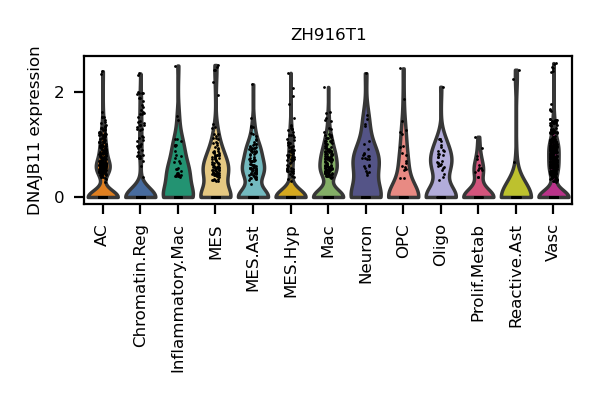 ZH916T1
DNAJB11 expression
2
0
AC
Chromatin.Reg
Inflammatory.Mac
MES
MES.Ast
MES.Hyp
Mac
Neuron
OPC
Oligo
Prolif.Metab
Reactive.Ast
Vasc